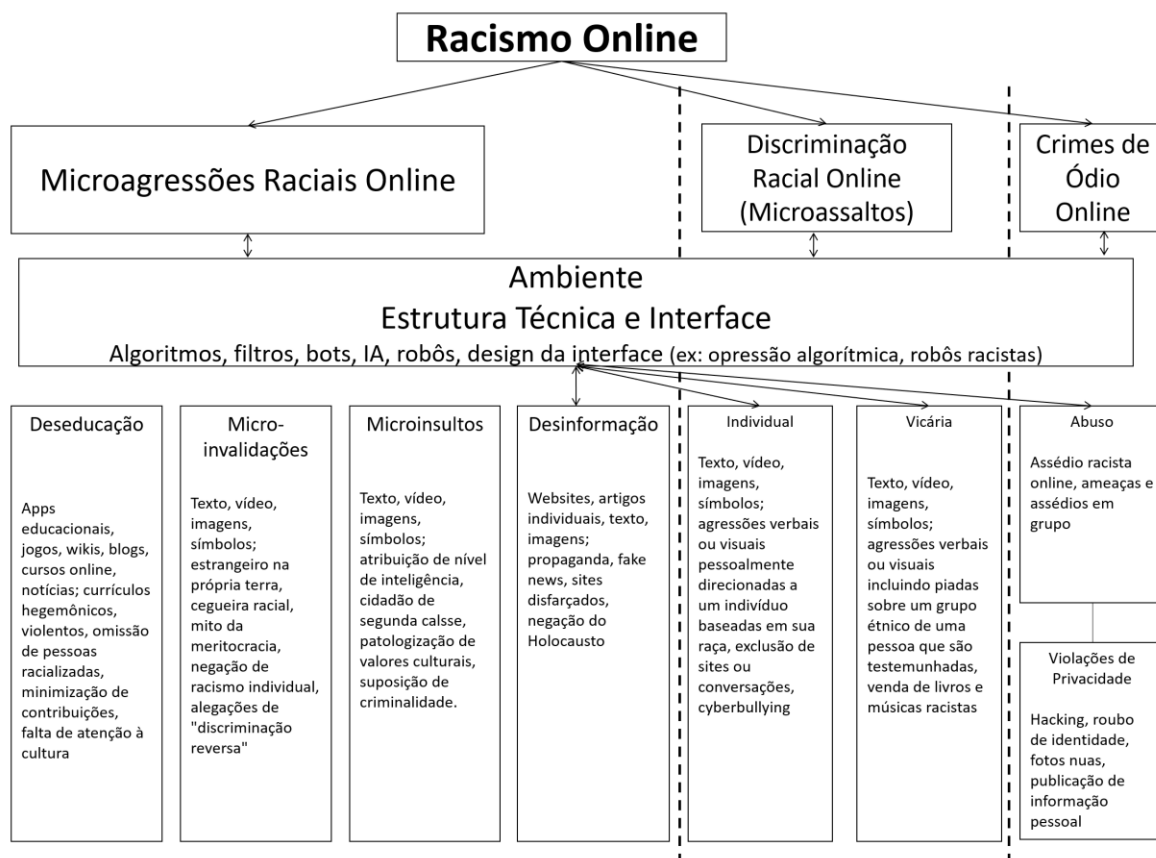 Racismo Online
Microagressões Raciais Online
Discriminação
Racial Online
(Microassaltos)
Crimes de
Ódio
Online
Ambiente
Estrutura Técnica e Interface
Algoritmos, filtros, bots, IA, robôs, design da interface (ex: opressão algorítmica, robôs racistas)
Deseducação
Apps
educacionais,
jogos, wikis, blogs,
cursos online,
notícias; currículos
hegemônicos,
violentos, omissão
de pessoas
racializadas,
minimização de
contribuições,
falta de atenção à
cultura
Micro-
invalidações
Texto, vídeo,
imagens,
símbolos;
estrangeiro na
própria terra,
cegueira racial,
mito da
meritocracia,
negação de
racismo individual,
alegações de
"discriminação
reversa"
Microinsultos
Texto, vídeo,
imagens,
símbolos;
atribuição de nível
de inteligência,
cidadão de
segunda calsse,
patologização de
valores culturais,
suposição de
criminalidade.
Desinformação
Websites, artigos
individuais, texto,
imagens;
propaganda, fake
news, sites
disfarçados,
negação do
Holocausto
Individual
Texto, vídeo,
imagens,
símbolos;
agressões verbais
ou visuais
pessoalmente
direcionadas a
um indivíduo
baseadas em sua
raça, exclusão de
sites ou
conversações,
cyberbullying
Vicária
Texto, vídeo,
imagens,
símbolos;
agressões verbais
ou visuais
incluindo piadas
sobre um grupo
étnico de uma
pessoa que são
testemunhadas,
venda de livros e
músicas racistas
Abuso
Assédio racista
online, ameaças e
assédios em
grupo
Violações de
Privacidade
Hacking, roubo
de identidade,
fotos nuas,
publicação de
informação
pessoal